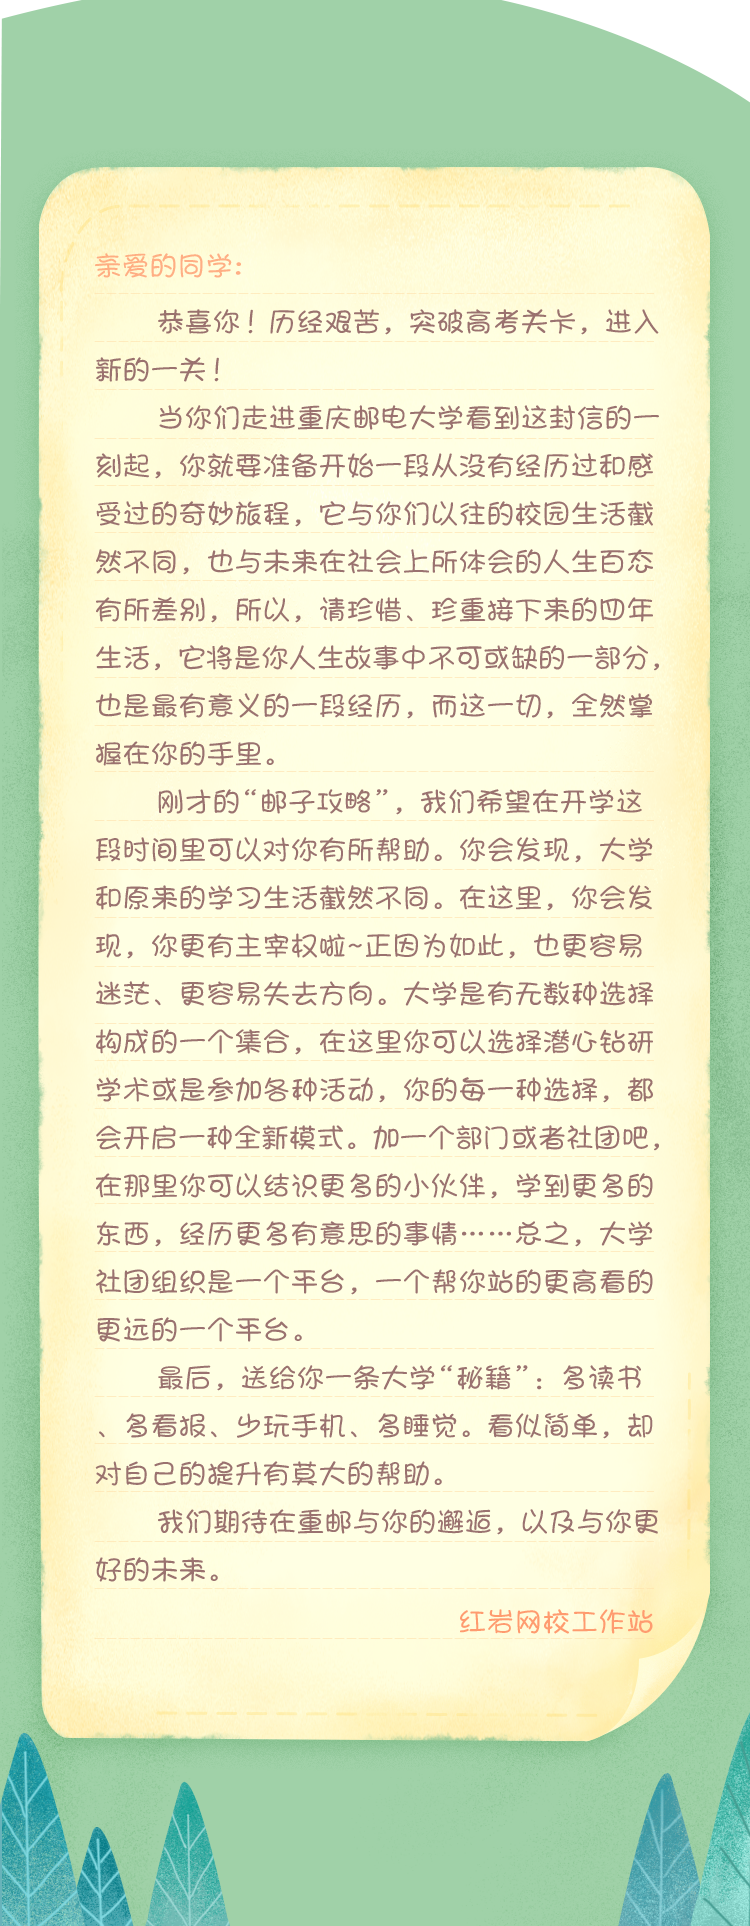 亲爱的同学：
恭喜你！历经艰苦，突破高考关卡，进入
新的一关！
当你们走进重庆邮电大学看到这封信的一
刻起，你就要准备开始一段从没有经历过和感
受过的奇妙旅程，它与你们以往的校园生活截
然不同，也与未来在社会上所体会的人生百态
有所差别，所以，请珍惜、珍重接下来的四年
生活，它将是你人生故事中不可或缺的一部分，
也是最有意义的一段经历，而这一切，全然掌
握在你的手里。
刚才的“邮子攻略”，我们希望在开学这
段时间里可以对你有所帮助。你会发现，大学
和原来的学习生活截然不同。在这里，你会发
现，你更有主宰权啦~正因为如此，也更容易
迷茫、更容易失去方向。大学是有无数种选择
构成的一个集合，在这里你可以选择潜心钻研
学术或是参加各种活动，你的每一种选择，都
会开启一种全新模式。加一个部门或者社团吧，
在那里你可以结识更多的小伙伴，学到更多的
东西，经历更多有意思的事情……总之，大学
社团组织是一个平台，一个帮你站的更高看的
更远的一个平台。
最后，送给你一条大学“秘籍”：多读书
、多看报、少玩手机、多睡觉。看似简单，却
对自己的提升有莫大的帮助。
我们期待在重邮与你的邂逅，以及与你更
好的未来。
红岩网校工作站